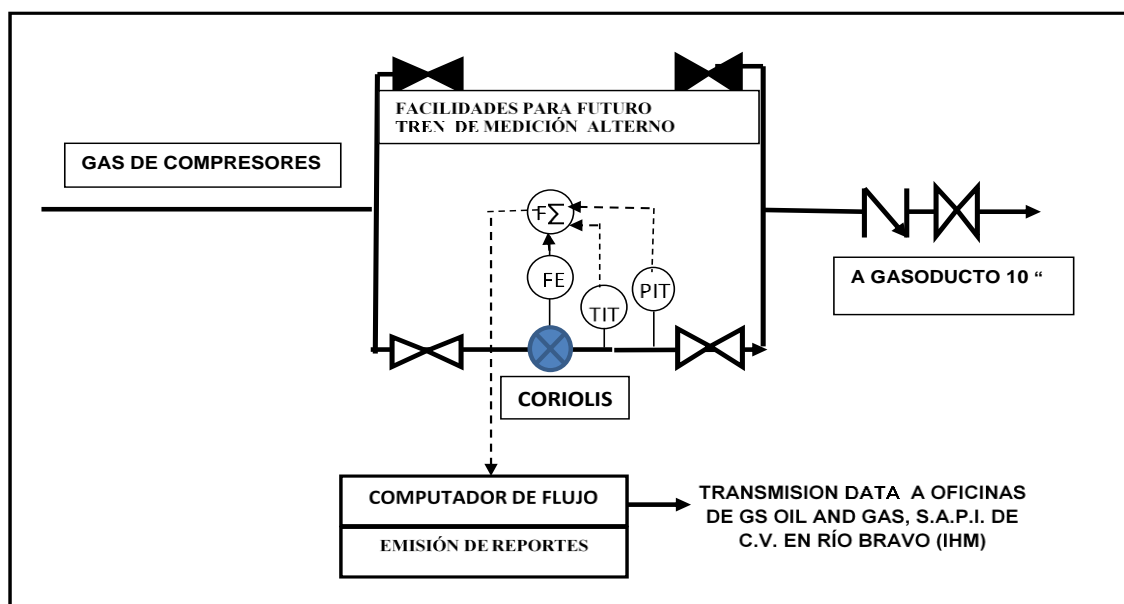 FACILIDADES PARA FUTURO
TREN DE MEDICIÓN ALTERNO
GAS DE COMPRESORES
F∑
FE
TIT
PIT
A GASODUCTO 10 “
CORIOLIS
COMPUTADOR DE FLUJO
EMISIÓN DE REPORTES
TRANSMISION DATA A OFICINAS
DE GS OIL AND GAS, S.A.P.I. DE
C.V. EN RÍO BRAVO (IHM)